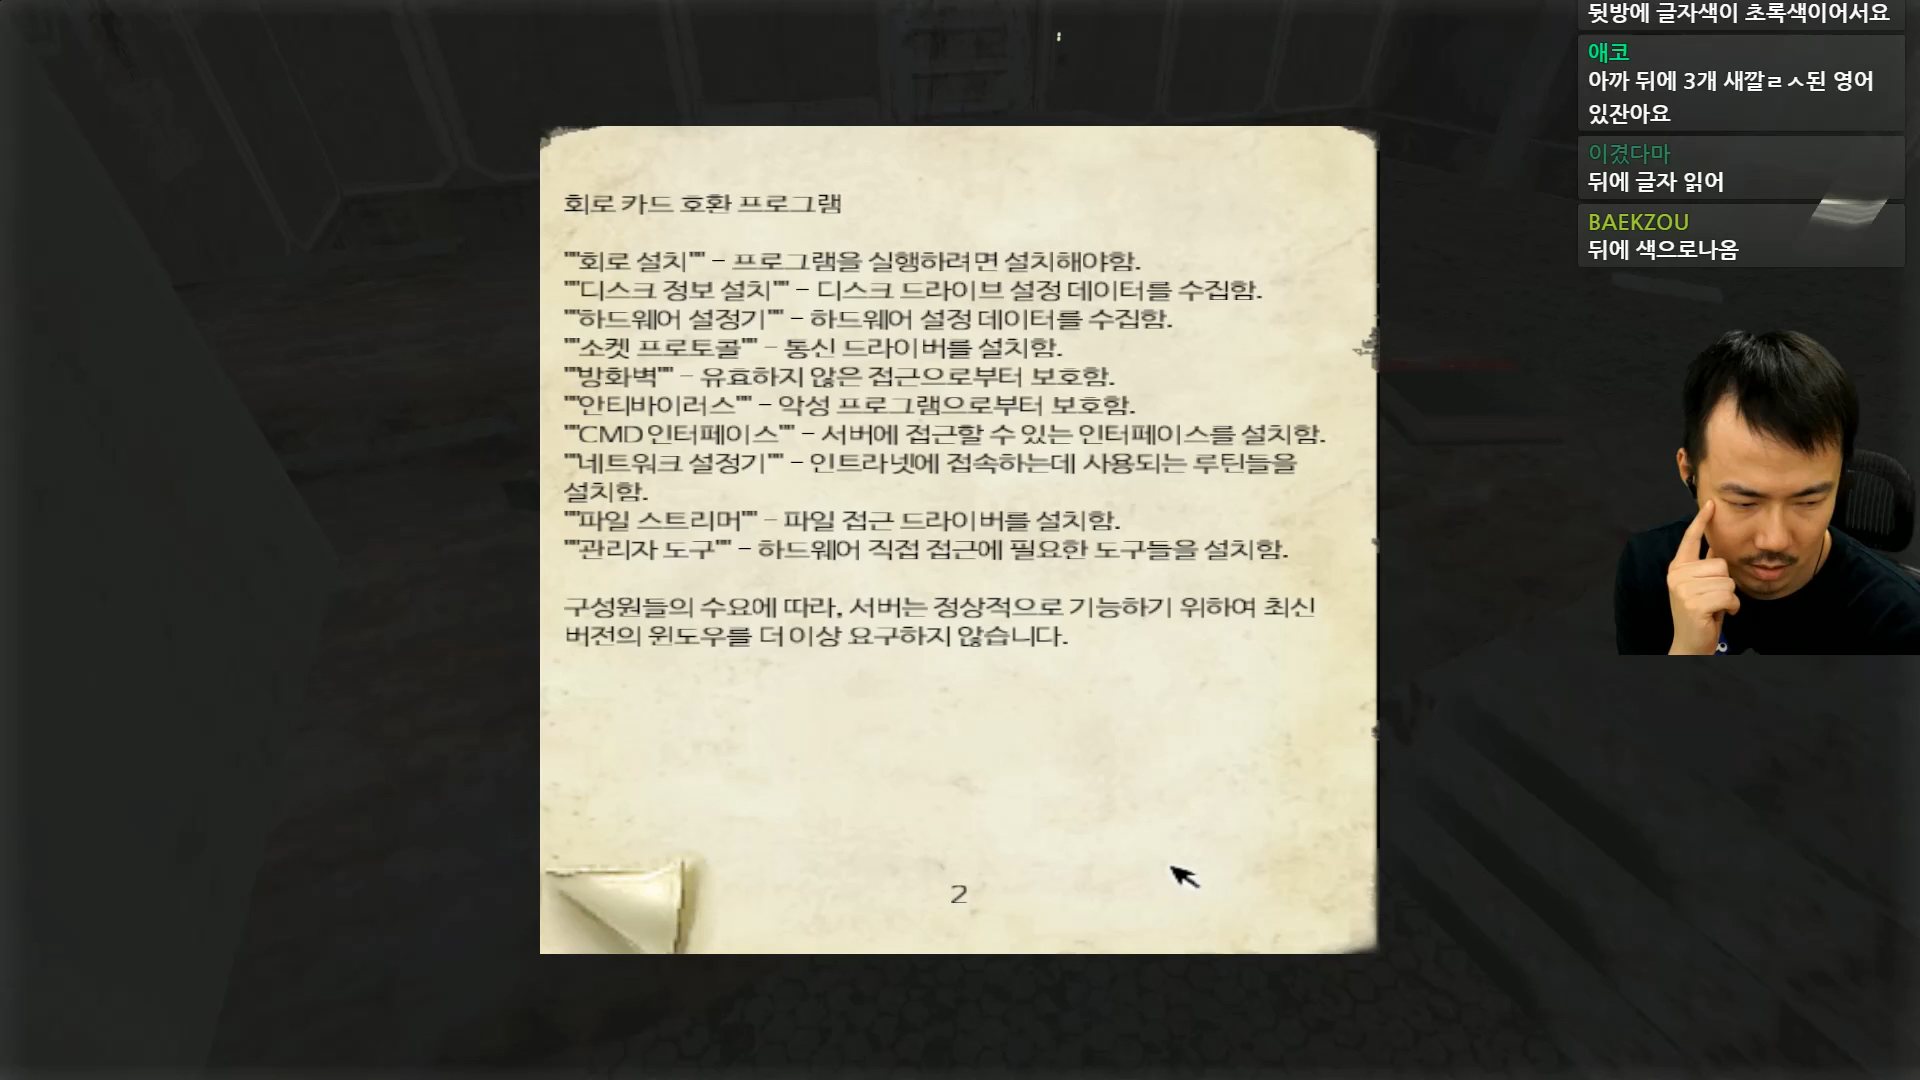 회로 카드 호환 프로그램
""회로 설치"" - 프로그램을 실행하려면 설치해야함.
""디스크 정보 설치"" - 디스크 드라이브 설정 데이터를 수집함.
""하드웨어 설정기"" - 하드웨어 설정 데이터를 수집함.
""소켓 프로토콜"" - 통신 드라이버를 설치함.
""방화벽"" - 유효하지 않은 접근으로부터 보호함.
""안티바이러스"" - 악성 프로그램으로부터 보호함.
""CMD 인터페이스"" - 서버에 접근할 수 있는 인터페이스를 설치함.
""네트워크 설정기"" - 인트라넷에 접속하는데 사용되는 루틴들을
설치함.
""파일 스트리머"" - 파일 접근 드라이버를 설치함.
""관리자 도구"" - 하드웨어 직접 접근에 필요한 도구들을 설치함.
구성원들의 수요에 따라, 서버는 정상적으로 기능하기 위하여 최신
버전의 윈도우를 더 이상 요구하지 않습니다.
2
뒷방에 글자색이 초록색이어서요
애코
아까 뒤에 3개 새깔ㄹㅅ된 영어
있잔아요
이겼다마
뒤에 글자 읽어
BAEKZOU
뒤에 색으로나옴